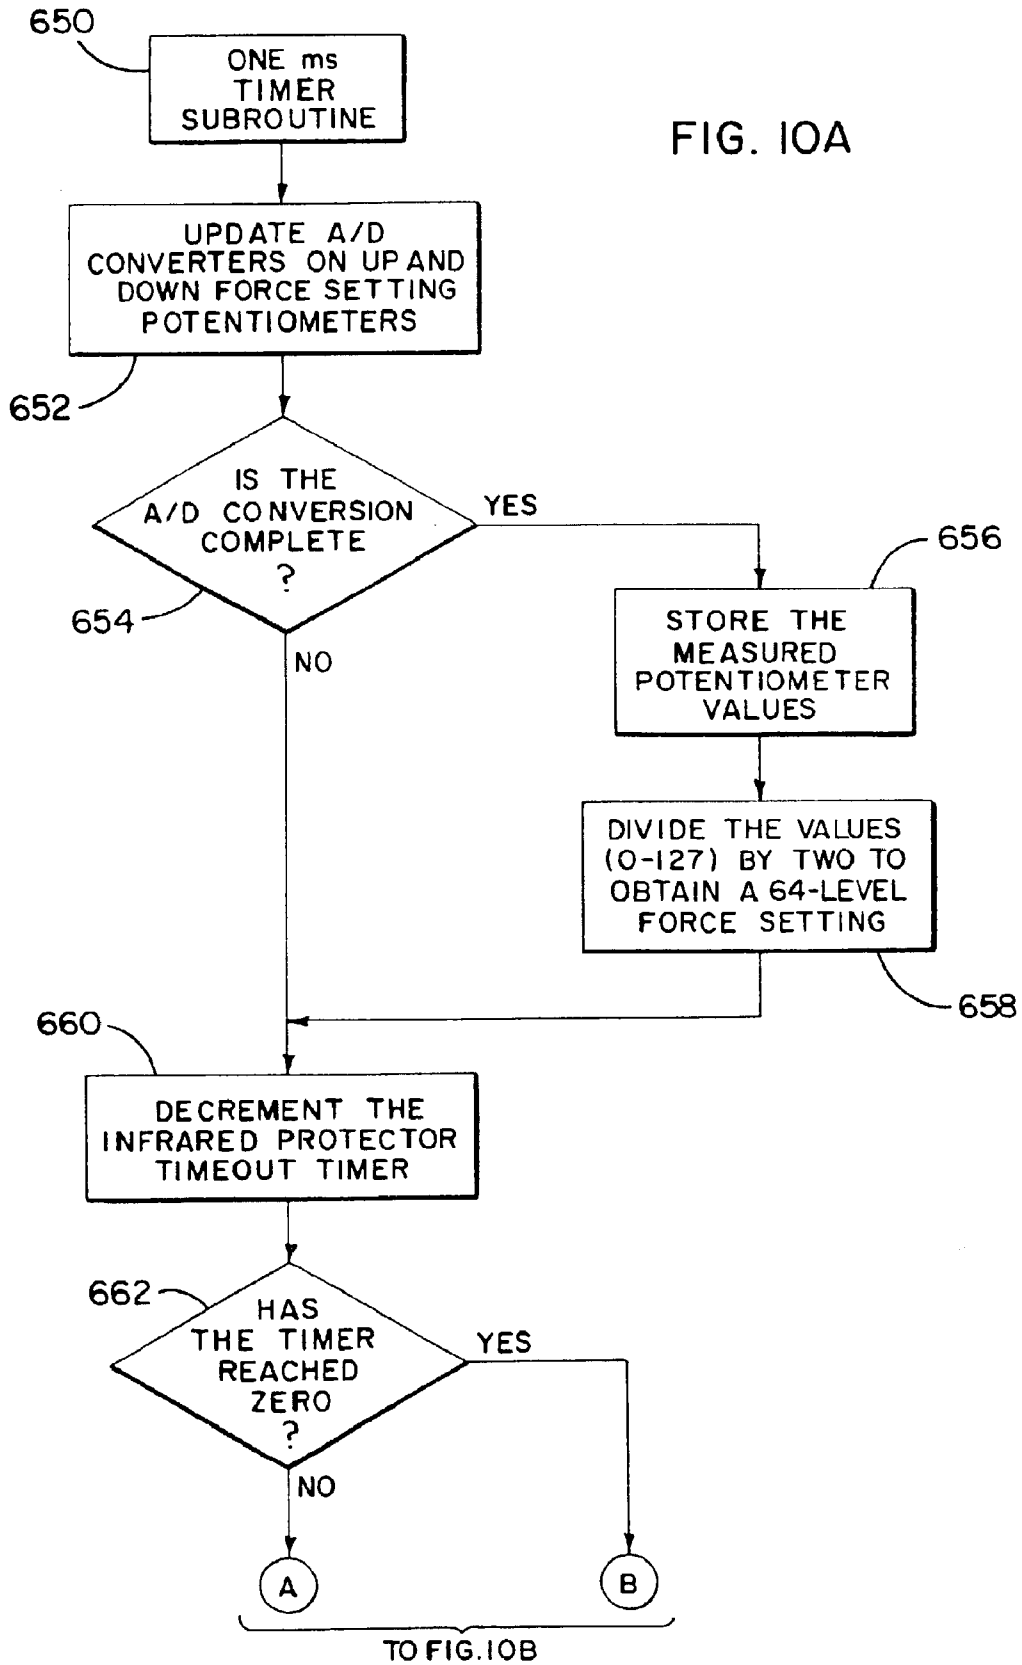 650
ONE ms
TIMER
SUBROUTINE
FIG. 10A
UPDATE A/D
CONVERTERS ON UP AND
DOWN FORCE SETTING
POTENTIOMETERS
652
IS THE
A/D CONVERSION
COMPLETE
?
YES
654
NO
656
STORE THE
MEASURED
POTENTIOMETER
VALUES
DIVIDE THE VALUES
(0-127) BY TWO TO
OBTAIN A 64-LEVEL
FORCE SETTING
658
660
DECREMENT THE
INFRARED PROTECTOR
TIMEOUT TIMER
662
HAS
THE TIMER
REACHED
ZERO
?
YES
NO
A
B
TO FIG. 10B